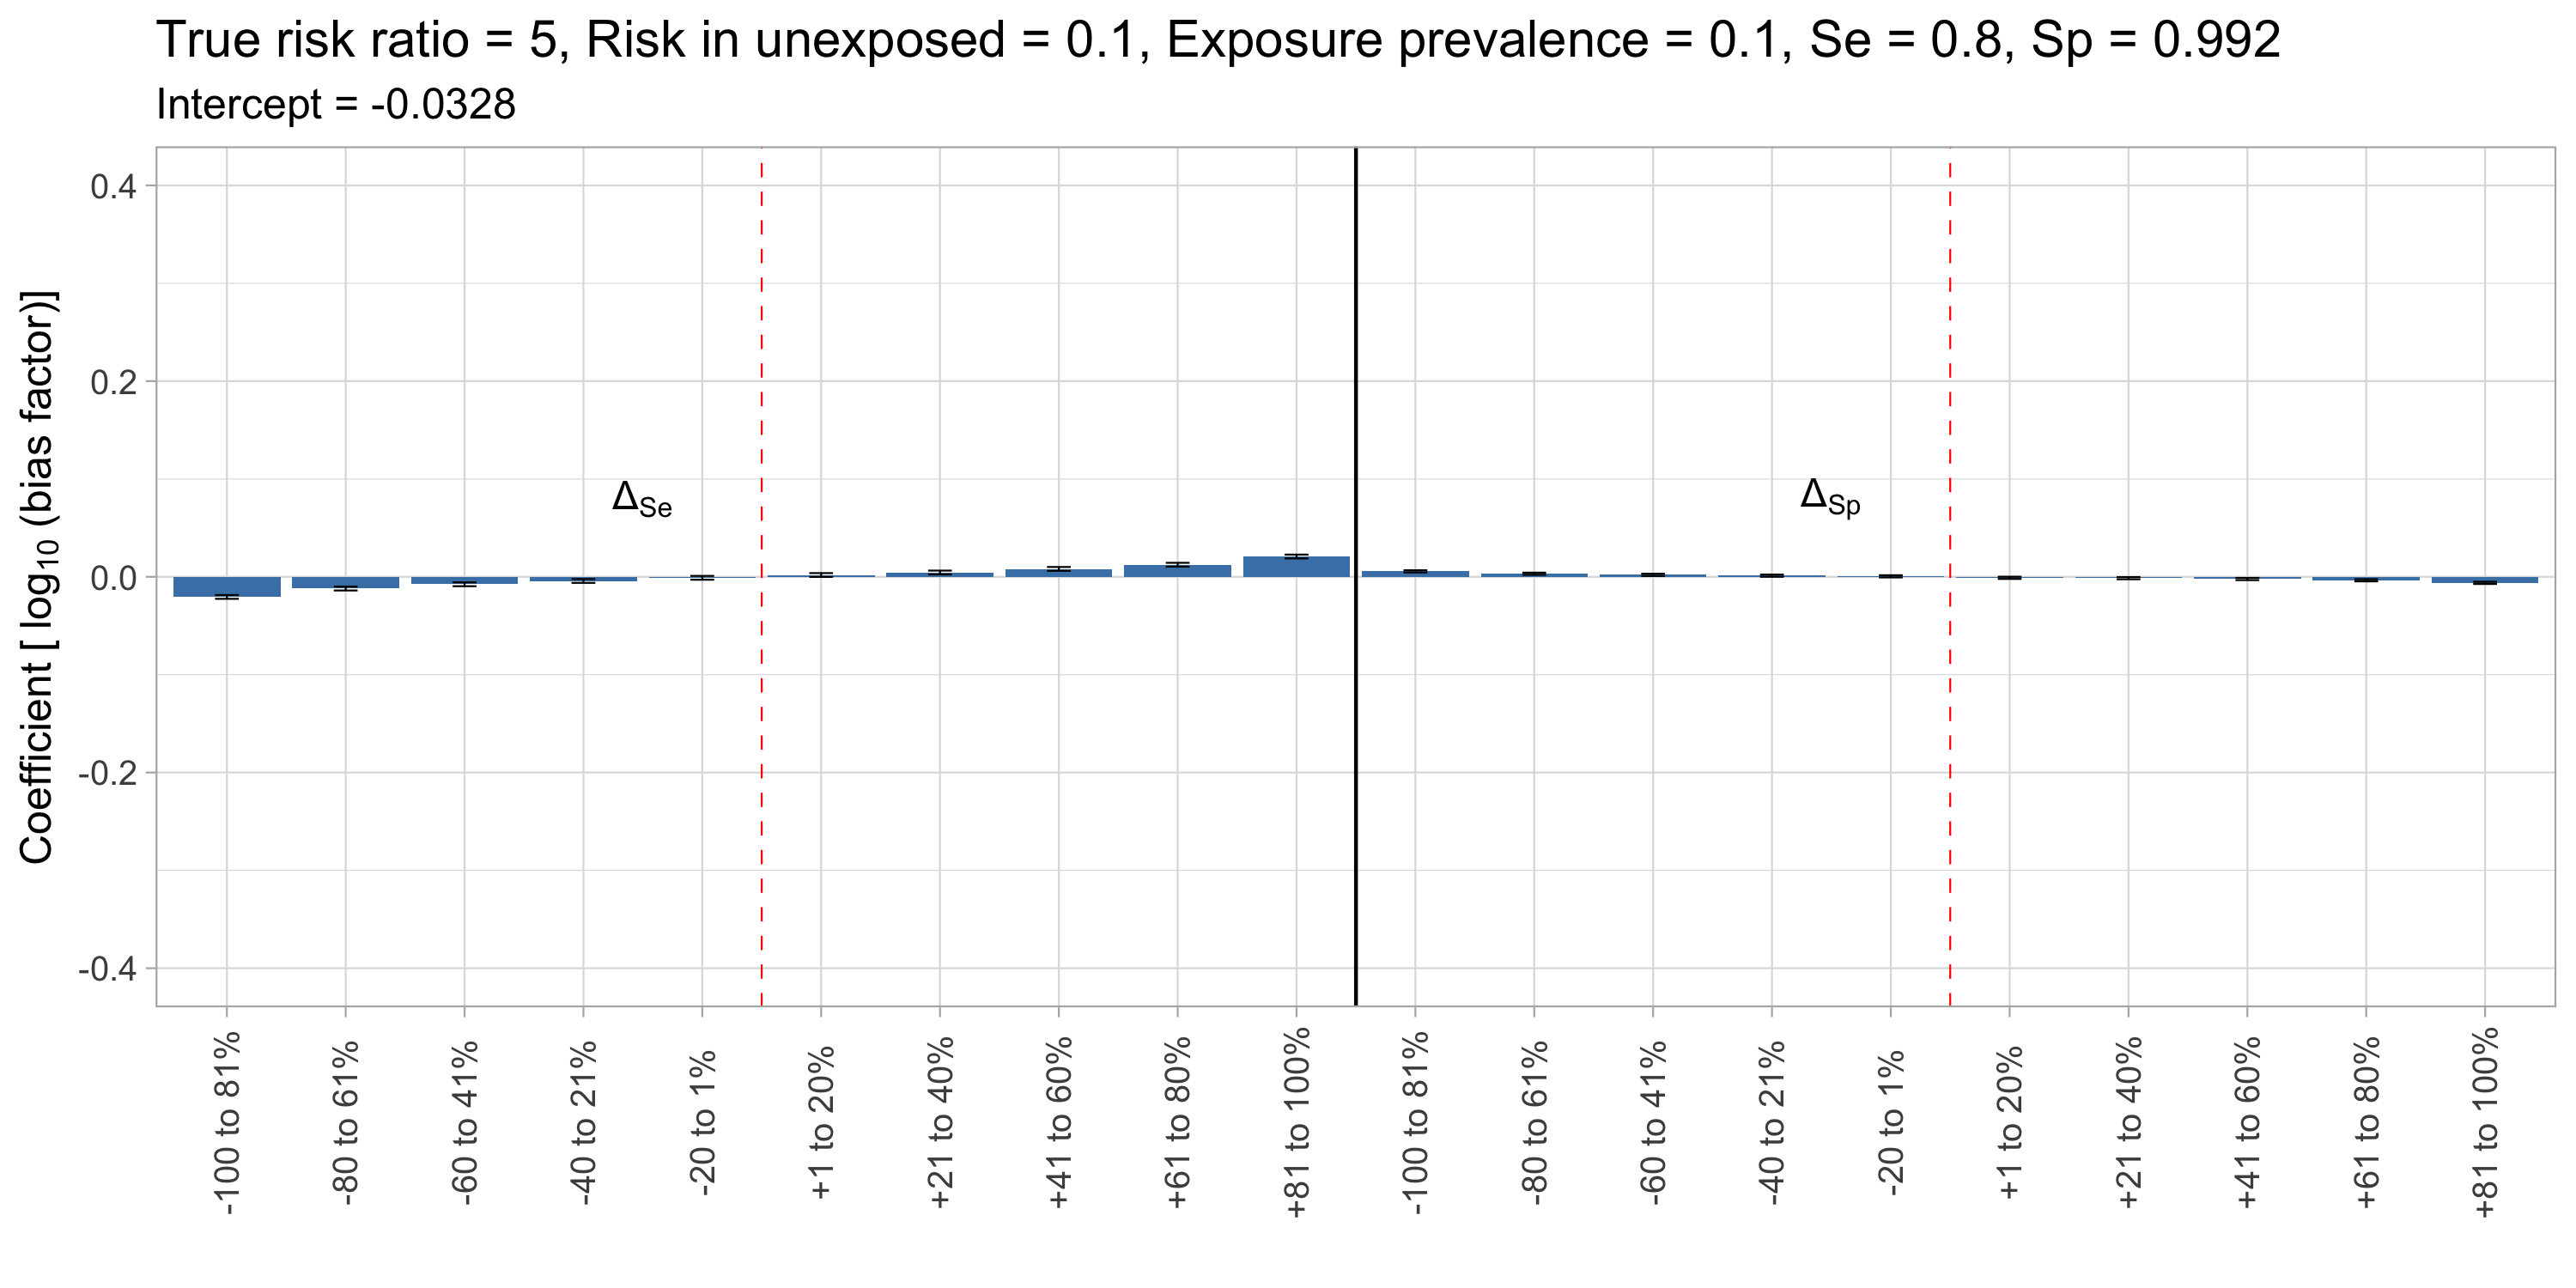 True risk ratio = 5, Risk in unexposed = 0.1, Exposure prevalence = 0.1, Se = 0.8, Sp = 0.992
Intercept = -0.0328
Coefficient [ log10 (bias factor)]
0.4
0.2
0.0
-0.2
-0.4
ΔSe
ΔSp
-100 to 81%
-80 to 61%
-60 to 41%
-40 to 21%
-20 to 1%
+1 to 20%
+21 to 40%
+41 to 60%
+61 to 80%
+81 to 100%
-100 to 81%
-80 to 61%
-60 to 41%
-40 to 21%
-20 to 1%
+1 to 20%
+21 to 40%
+41 to 60%
+61 to 80%
+81 to 100%